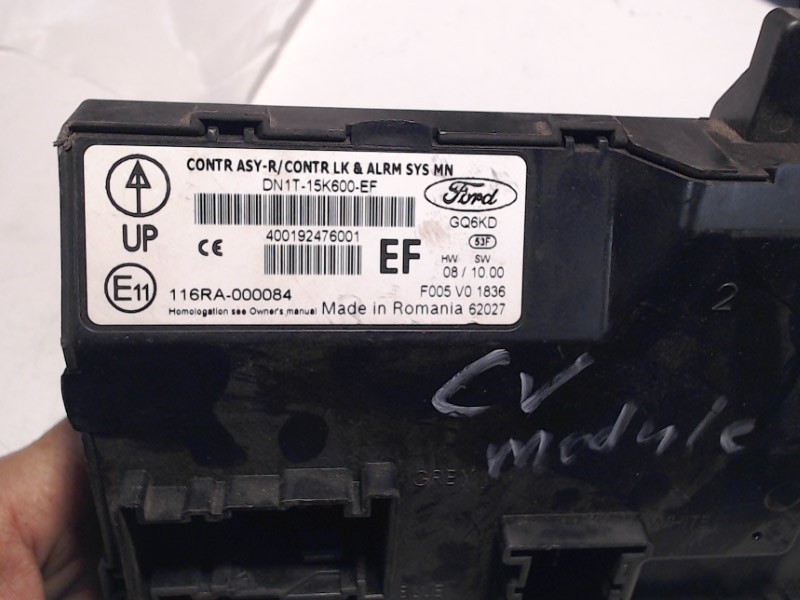 CONTR ASY-R/CONTR LK & ALRM SYS MN
DN1T-15K600-EF
Ford
GQ6KD
UP
CE
400192476001
EF
53F
HW SW
08 / 10.00
E11
116RA-000084
F005 V0 1836
Homologation see Owner's manual Made in Romania 62027
2
CV
module
GREY
BLUE